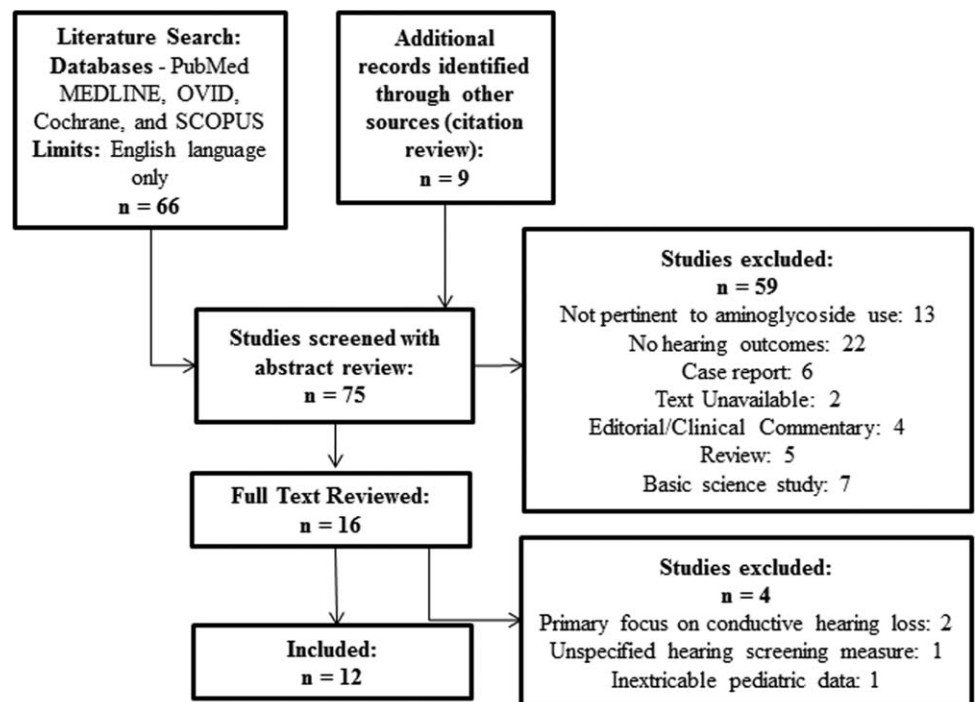 Literature Search:
Databases - PubMed
MEDLINE, OVID,
Cochrane, and SCOPUS
Limits: English language
only
n = 66
Additional
records identified
through other
sources (citation
review):
n = 9
Studies screened with
abstract review:
n = 75
Studies excluded:
n = 59
Not pertinent to aminoglycoside use: 13
No hearing outcomes: 22
Case report: 6
Text Unavailable: 2
Editorial/Clinical Commentary: 4
Review: 5
Basic science study: 7
Full Text Reviewed:
n = 16
Studies excluded:
n = 4
Primary focus on conductive hearing loss: 2
Unspecified hearing screening measure: 1
Inextricable pediatric data: 1
Included:
n = 12